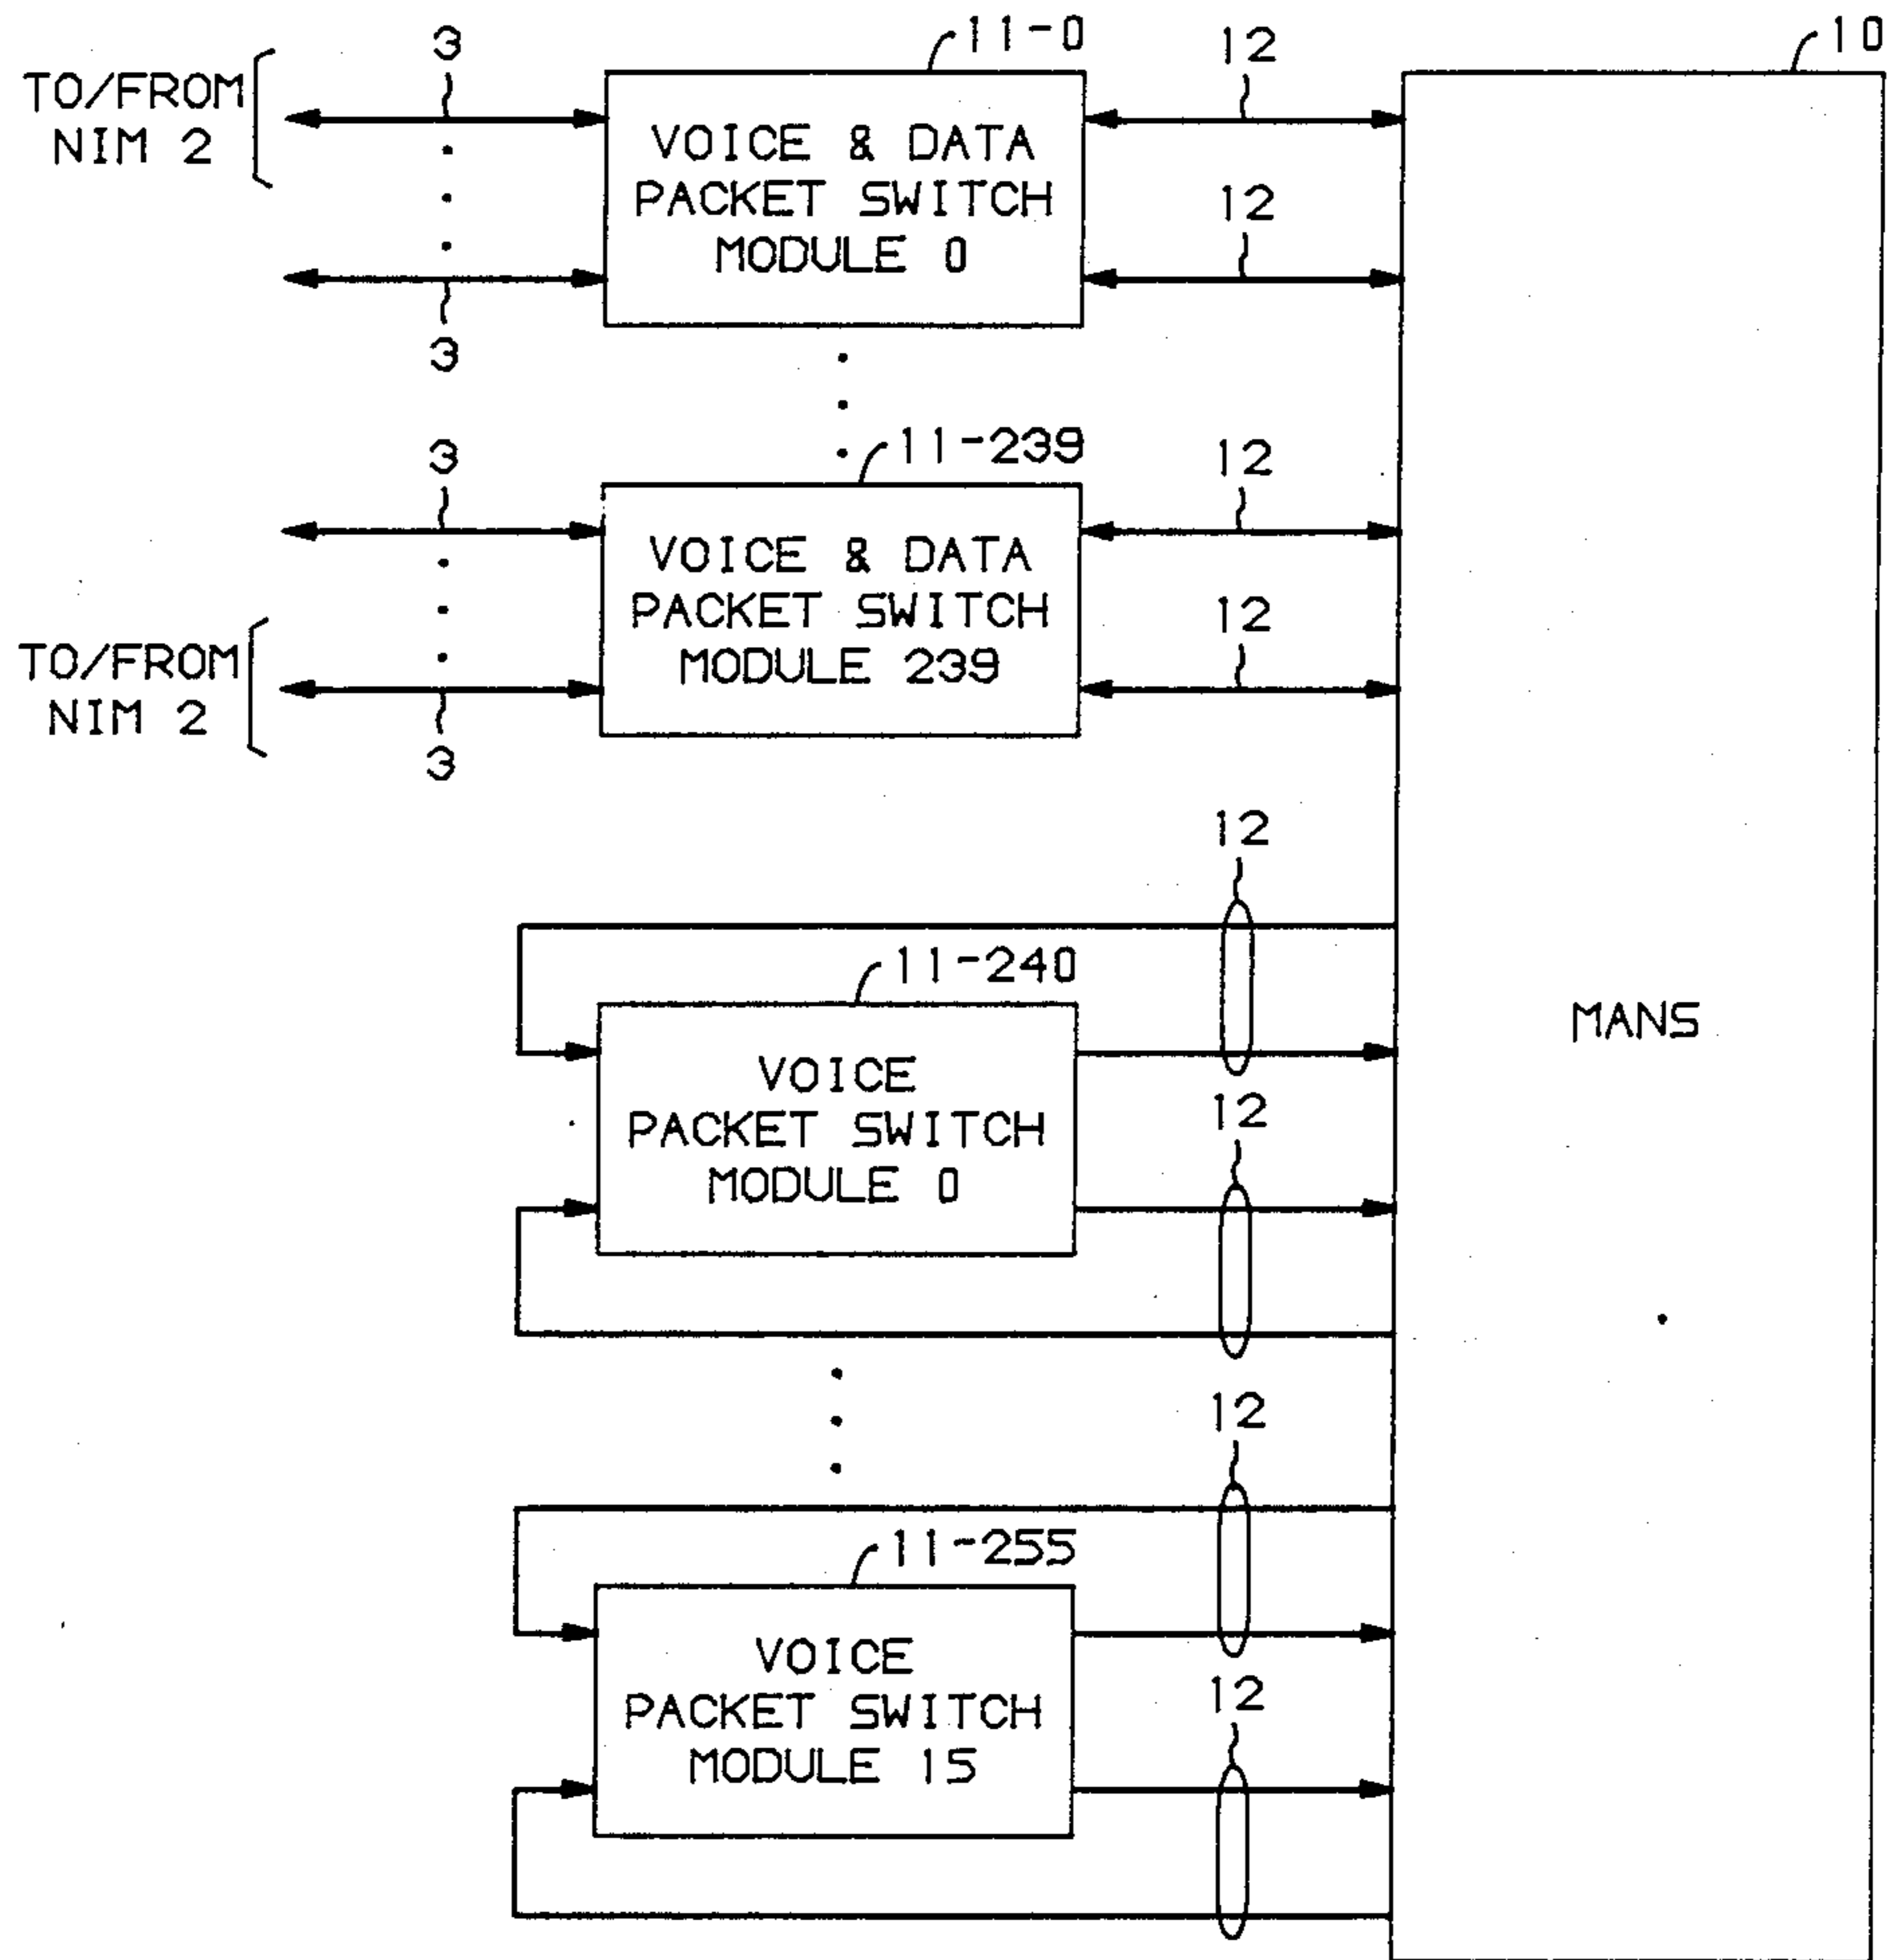 11-0
10
3
12
TO/FROM
NIM 2
VOICE & DATA
PACKET SWITCH
MODULE 0
12
3
11-239
3
12
VOICE & DATA
PACKET SWITCH
MODULE 239
12
TO/FROM
NIM 2
3
12
11-240
MANS
VOICE
PACKET SWITCH
MODULE 0
12
12
11-255
VOICE
PACKET SWITCH
MODULE 15
12